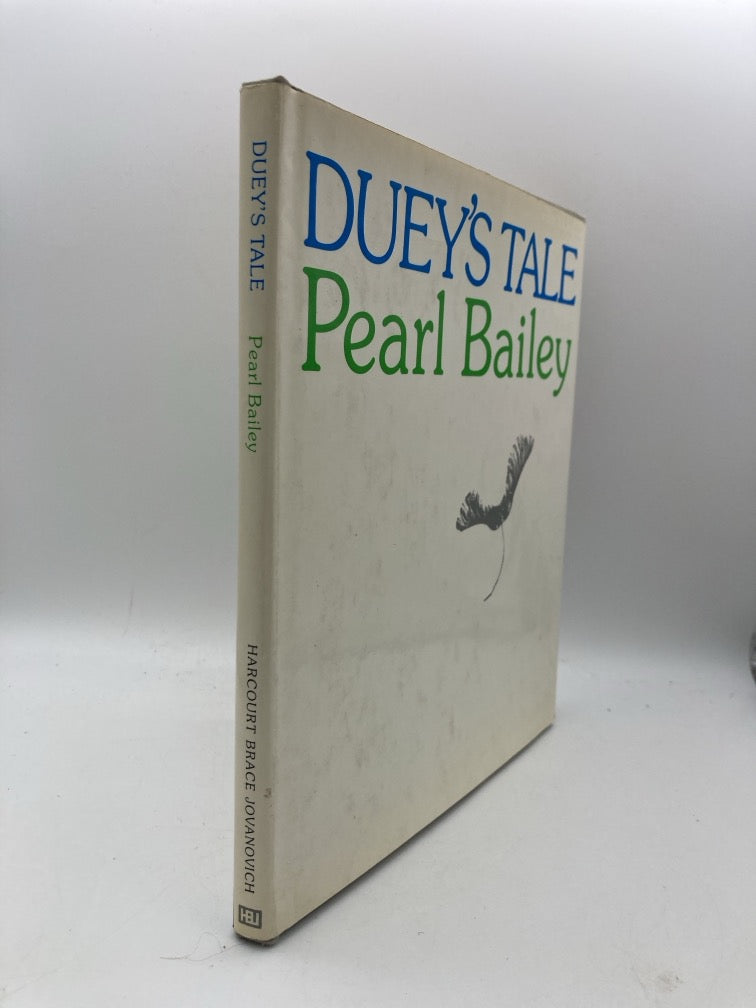 DUEY'S TALE
Pearl Bailey
DUEY'S TALE
Pearl Bailey
HARCOURT BRACE JOVANOVICH
HBJ